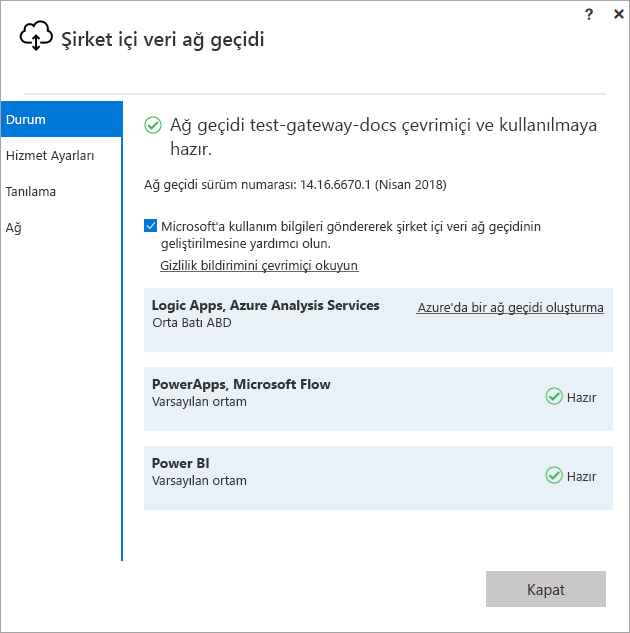 ? ×
Şirket içi veri ağ geçidi
Durum
Hizmet Ayarları
Tanılama
Ağ
Ağ geçidi test-gateway-docs çevrimiçi ve kullanılmaya
hazır.
Ağ geçidi sürüm numarası: 14.16.6670.1 (Nisan 2018)
Microsoft'a kullanım bilgileri göndererek şirket içi veri ağ geçidinin
geliştirilmesine yardımcı olun.
Gizlilik bildirimini çevrimiçi okuyun
Logic Apps, Azure Analysis Services
Orta Batı ABD
Azure'da bir ağ geçidi oluşturma
PowerApps, Microsoft Flow
Varsayılan ortam
Hazır
Power BI
Varsayılan ortam
Hazır
Kapat